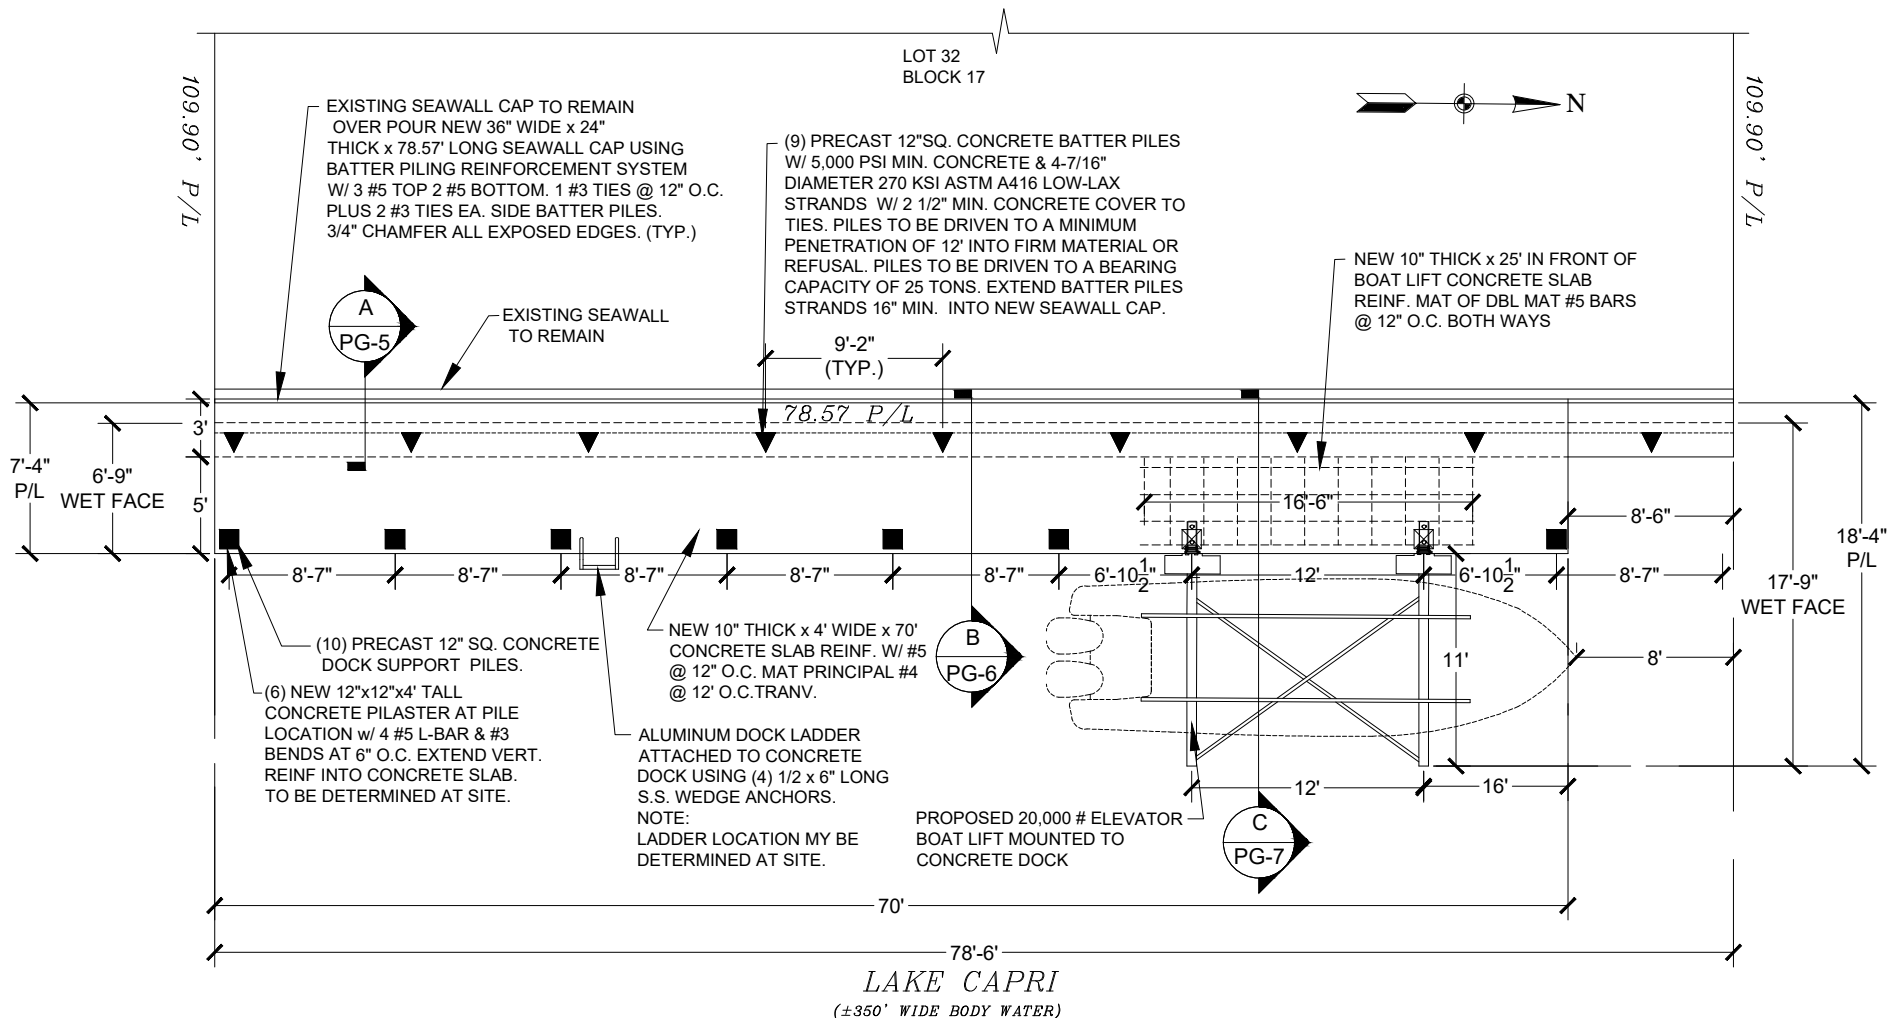 LOT 32
BLOCK 17
N
109.90' P/L
109.90' P/L
EXISTING SEAWALL CAP TO REMAIN
OVER POUR NEW 36" WIDE x 24"
THICK x 78.57' LONG SEAWALL CAP USING
BATTER PILING REINFORCEMENT SYSTEM
W/ 3 #5 TOP 2 #5 BOTTOM. 1 #3 TIES @ 12" O.C.
PLUS 2 #3 TIES EA. SIDE BATTER PILES.
3/4" CHAMFER ALL EXPOSED EDGES. (TYP.)
(9) PRECAST 12"SQ. CONCRETE BATTER PILES
W/ 5,000 PSI MIN. CONCRETE & 4-7/16"
DIAMETER 270 KSI ASTM A416 LOW-LAX
STRANDS W/ 2 1/2" MIN. CONCRETE COVER TO
TIES. PILES TO BE DRIVEN TO A MINIMUM
PENETRATION OF 12' INTO FIRM MATERIAL OR
REFUSAL. PILES TO BE DRIVEN TO A BEARING
CAPACITY OF 25 TONS. EXTEND BATTER PILES
STRANDS 16" MIN. INTO NEW SEAWALL CAP.
NEW 10" THICK x 25' IN FRONT OF
BOAT LIFT CONCRETE SLAB
REINF. MAT OF DBL MAT #5 BARS
@ 12" O.C. BOTH WAYS
A
PG-5
EXISTING SEAWALL
TO REMAIN
9'-2"
(TYP.)
78.57 P/L
3'
5'
7'-4"
P/L
6'-9"
WET FACE
16'-6"
8'-6"
18'-4"
P/L
17'-9"
WET FACE
8'-7"
8'-7"
8'-7"
8'-7"
8'-7"
6'-10 1/2"
12'
6'-10 1/2"
8'-7"
(10) PRECAST 12" SQ. CONCRETE
DOCK SUPPORT PILES.
(6) NEW 12"x12"x4' TALL
CONCRETE PILASTER AT PILE
LOCATION w/ 4 #5 L-BAR & #3
BENDS AT 6" O.C. EXTEND VERT.
REINF INTO CONCRETE SLAB.
TO BE DETERMINED AT SITE.
NEW 10" THICK x 4' WIDE x 70'
CONCRETE SLAB REINF. W/ #5
@ 12" O.C. MAT PRINCIPAL #4
@ 12' O.C.TRANV.
B
PG-6
11'
8'
ALUMINUM DOCK LADDER
ATTACHED TO CONCRETE
DOCK USING (4) 1/2 x 6" LONG
S.S. WEDGE ANCHORS.
NOTE:
LADDER LOCATION MY BE
DETERMINED AT SITE.
12'
16'
PROPOSED 20,000 # ELEVATOR
BOAT LIFT MOUNTED TO
CONCRETE DOCK
C
PG-7
70'
78'-6'
LAKE CAPRI
(±350' WIDE BODY WATER)